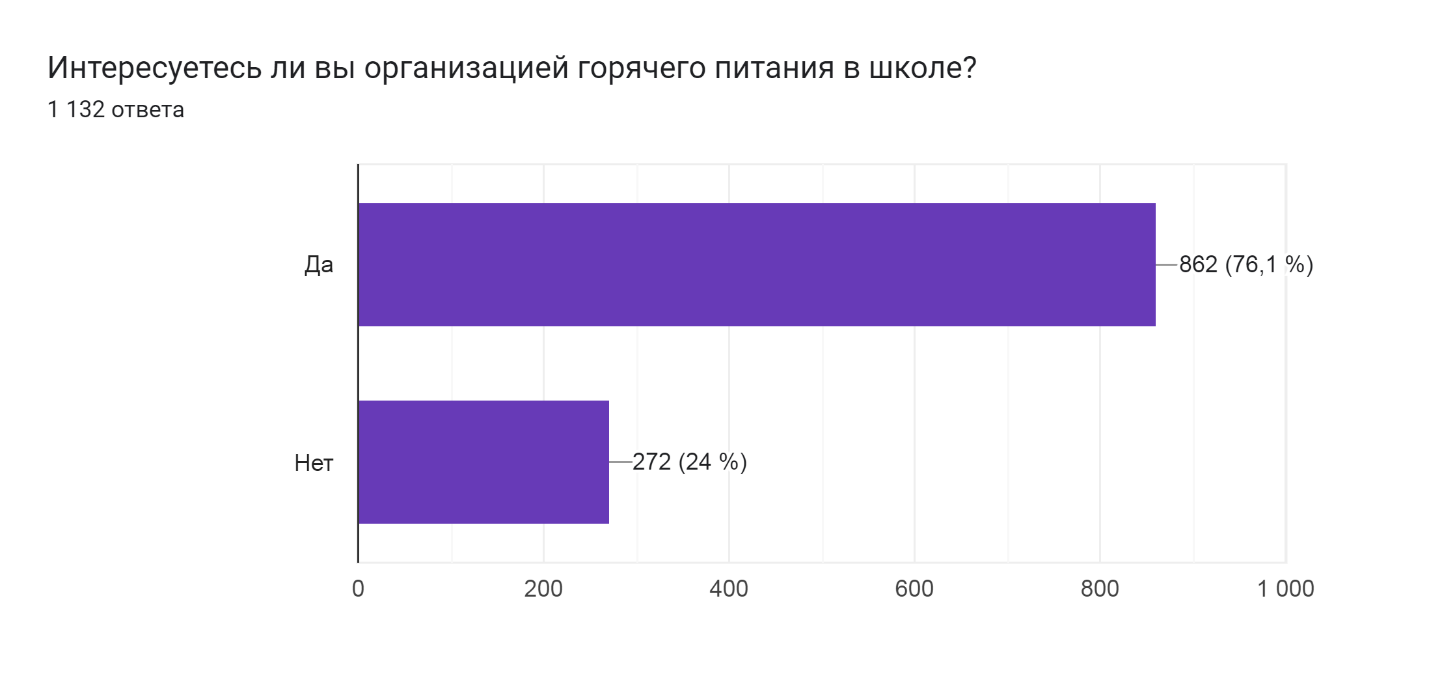 Интересуетесь ли вы организацией горячего питания в школе?
1 132 ответа
Да
862 (76,1 %)
Нет
272 (24 %)
0 200 400 600 800 1 000